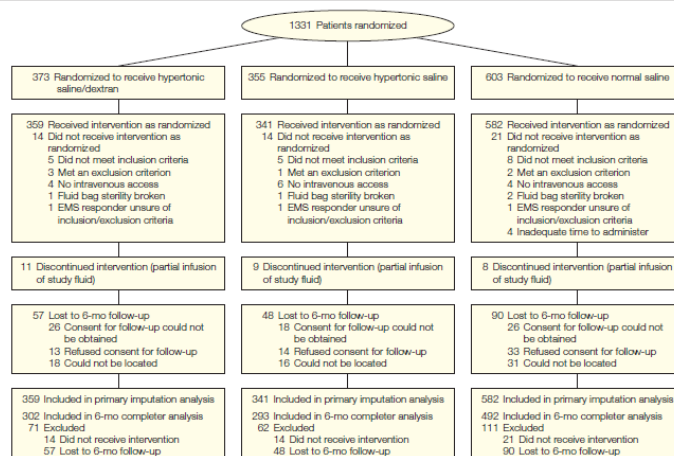 1331 Patients randomized
373 Randomized to receive hypertonic
saline/dextran
355 Randomized to receive hypertonic saline
603 Randomized to receive normal saline
359 Received intervention as randomized
14 Did not receive intervention as
randomized
5 Did not meet inclusion criteria
3 Met an exclusion criterion
4 No intravenous access
1 Fluid bag sterility broken
1 EMS responder unsure of
inclusion/exclusion criteria
341 Received intervention as randomized
14 Did not receive intervention as
randomized
5 Did not meet inclusion criteria
1 Met an exclusion criterion
6 No intravenous access
1 Fluid bag sterility broken
1 EMS responder unsure of
inclusion/exclusion criteria
582 Received intervention as randomized
21 Did not receive intervention as
randomized
8 Did not meet inclusion criteria
2 Met an exclusion criterion
4 No intravenous access
2 Fluid bag sterility broken
1 EMS responder unsure of
inclusion/exclusion criteria
4 Inadequate time to administer
11 Discontinued intervention (partial infusion
of study fluid)
9 Discontinued intervention (partial infusion
of study fluid)
8 Discontinued intervention (partial infusion
of study fluid)
57 Lost to 6-mo follow-up
26 Consent for follow-up could not
be obtained
13 Refused consent for follow-up
18 Could not be located
48 Lost to 6-mo follow-up
18 Consent for follow-up could not
be obtained
14 Refused consent for follow-up
16 Could not be located
90 Lost to 6-mo follow-up
26 Consent for follow-up could not
be obtained
33 Refused consent for follow-up
31 Could not be located
359 Included in primary imputation analysis
302 Included in 6-mo completer analysis
71 Excluded
14 Did not receive intervention
57 Lost to 6-mo follow-up
341 Included in primary imputation analysis
293 Included in 6-mo completer analysis
62 Excluded
14 Did not receive intervention
48 Lost to 6-mo follow-up
582 Included in primary imputation analysis
492 Included in 6-mo completer analysis
111 Excluded
21 Did not receive intervention
90 Lost to 6-mo follow-up